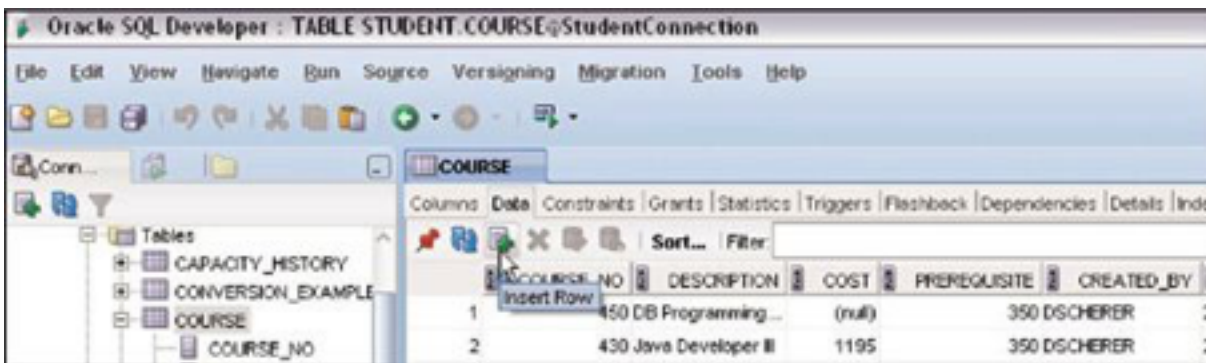 Oracle SQL Developer : TABLE STUDENT.COURSE@StudentConnection
File Edit View Navigate Run Source Versioning Migration Tools Help
Conn...
COURSE
Columns Data Constraints Grants Statistics Triggers Flashback Dependencies Details Inde
Sort... Filter:
Tables
CAPACITY_HISTORY
CONVERSION_EXAMPLE
COURSE
COURSE_NO
COURSE_NO DESCRIPTION COST PREREQUISITE CREATED_BY
Insert Row
1 450 DB Programming ... (null) 350 DSCHERER
2 430 Java Developer III 1195 350 DSCHERER